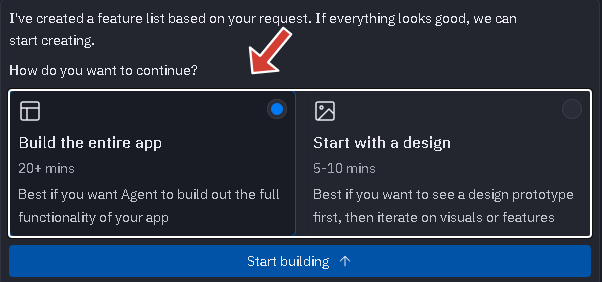 I've created a feature list based on your request. If everything looks good, we can
start creating.
How do you want to continue?
Build the entire app
20+ mins
Best if you want Agent to build out the full
functionality of your app
Start with a design
5-10 mins
Best if you want to see a design prototype
first, then iterate on visuals or features
Start building ↑